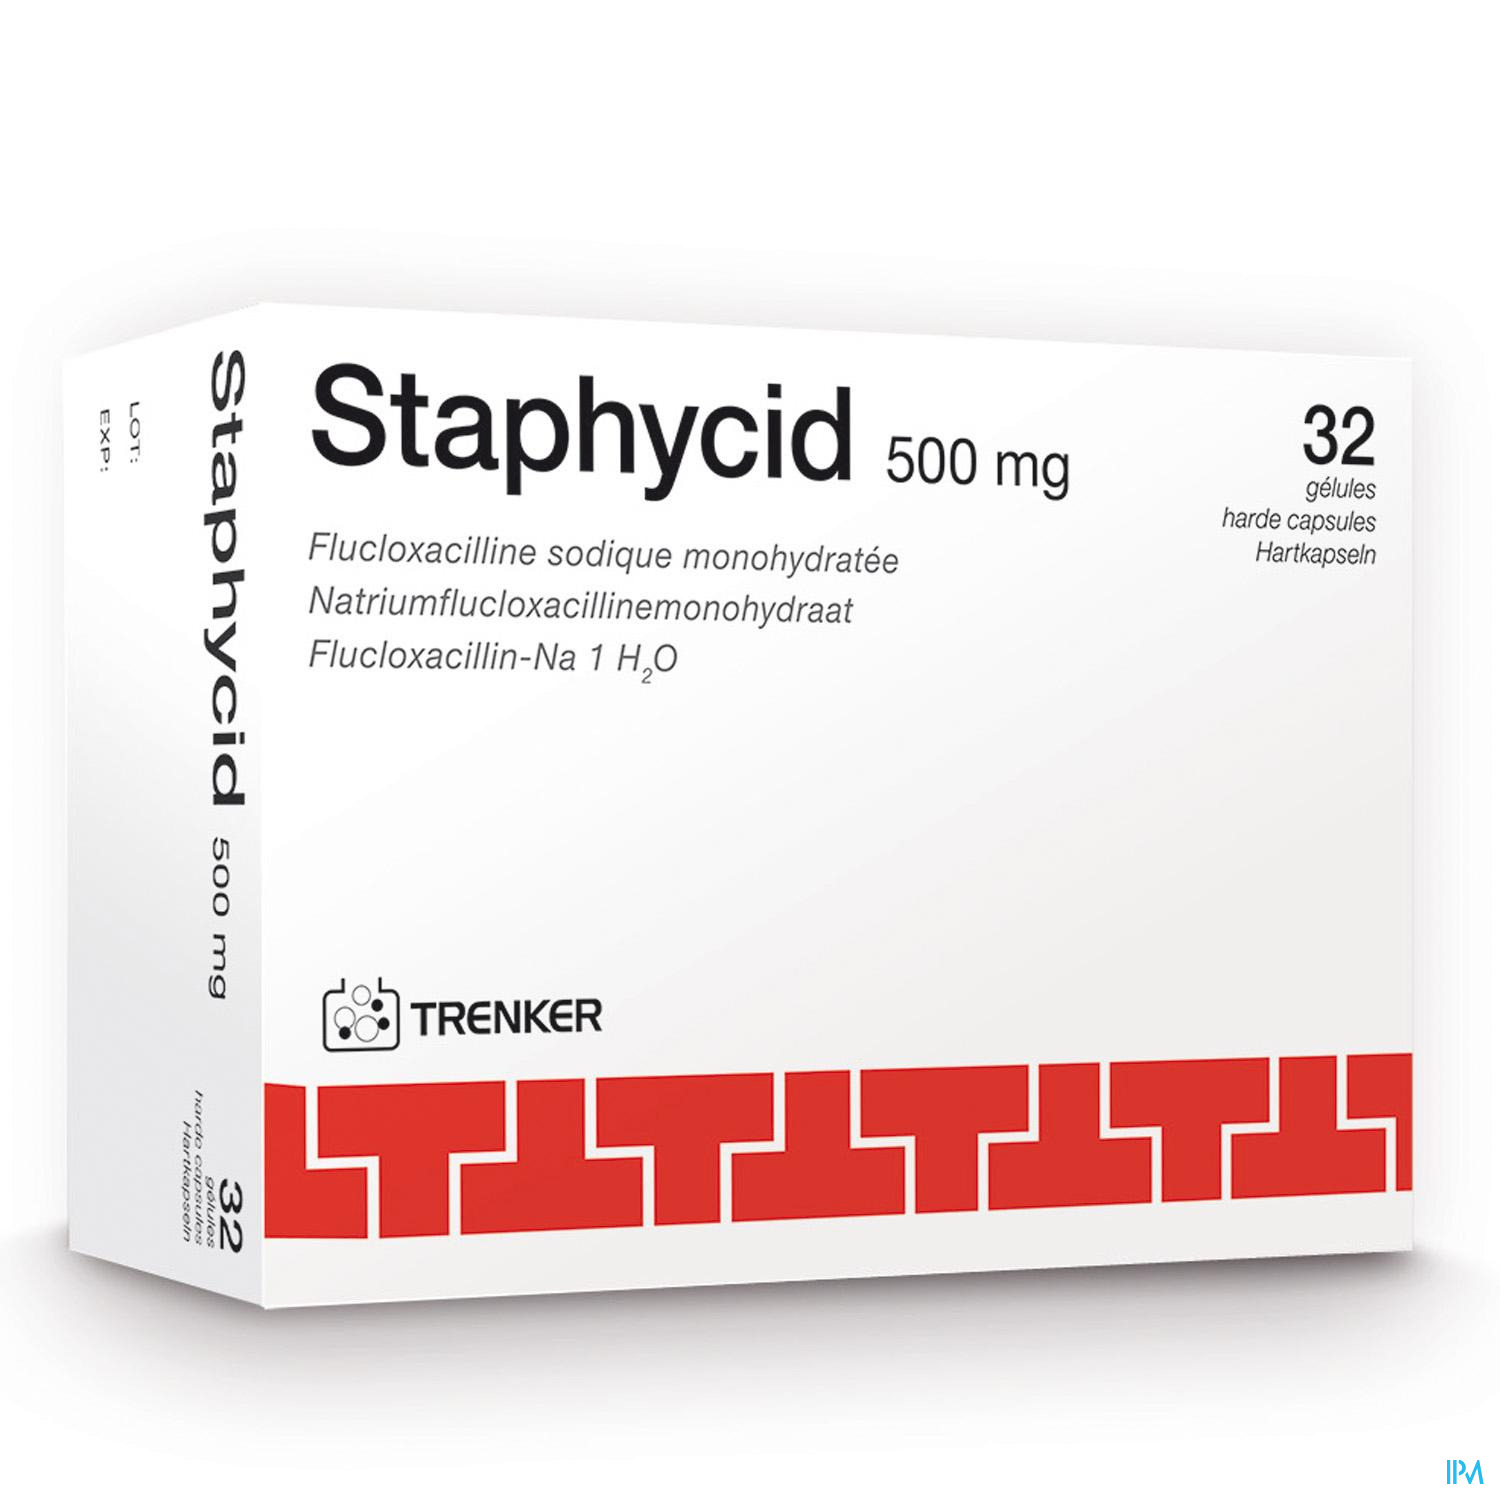 Staphycid 500 mg
32
gélules
harde capsules
Hartkapseln
Flucloxacilline sodique monohydratée
Natriumflucloxacillinemonohydraat
Flucloxacillin-Na 1 H₂O
TRENKER
Staphycid 500 mg
32
gélules
harde capsules
Hartkapseln
LOT:
EXP:
IPM